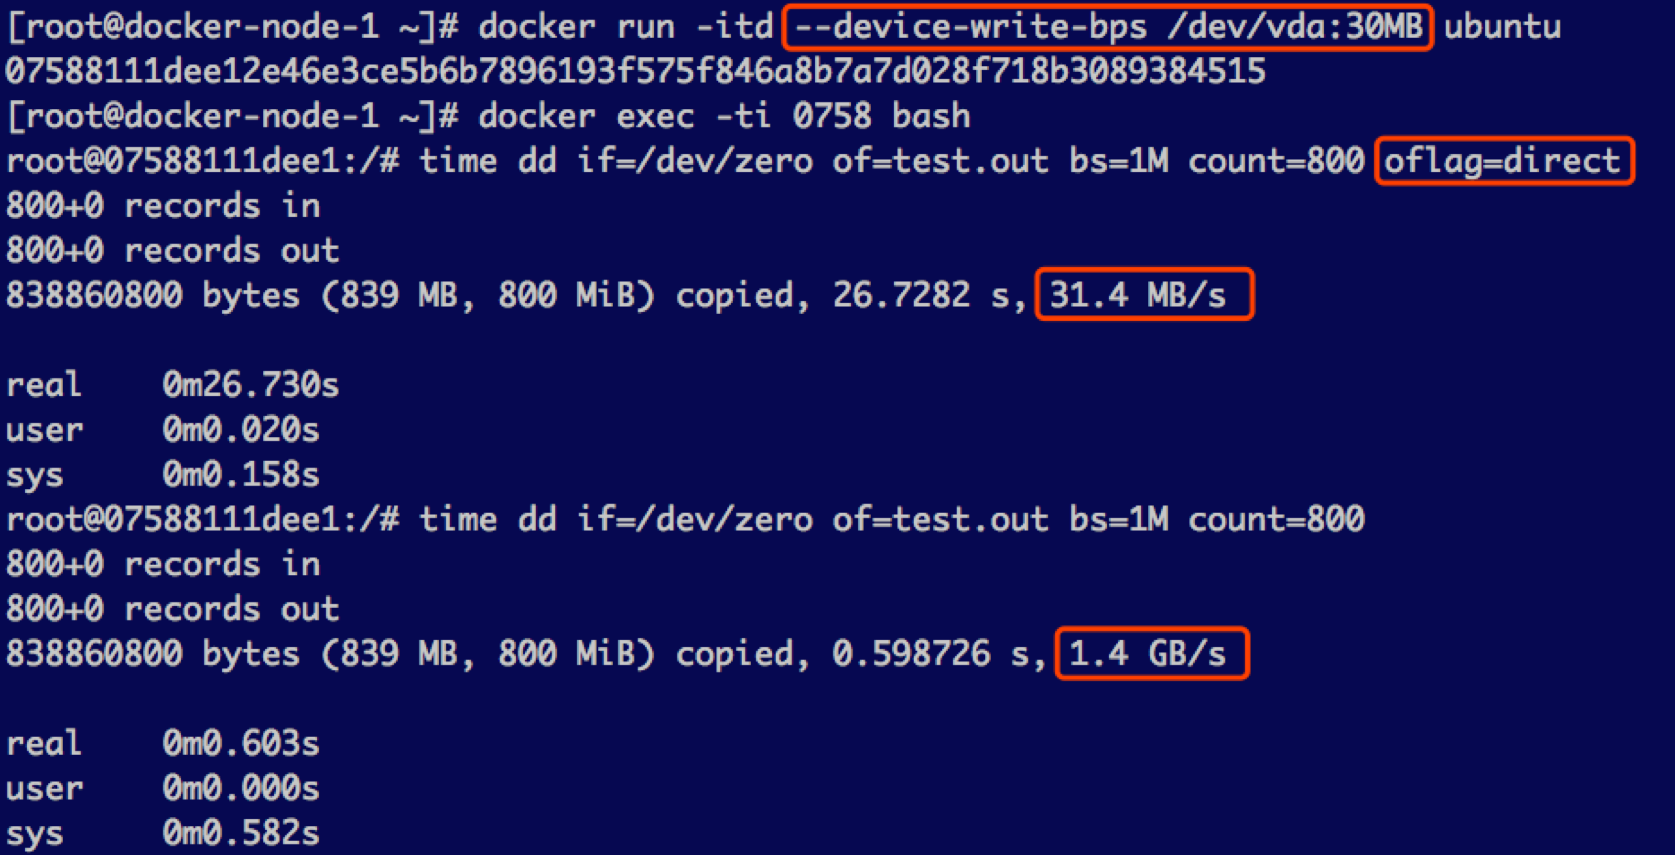 [root@docker-node-1 ~]# docker run -itd --device-write-bps /dev/vda:30MB ubuntu
07588111dee12e46e3ce5b6b7896193f575f846a8b7a7d028f718b3089384515
[root@docker-node-1 ~]# docker exec -ti 0758 bash
root@07588111dee1:/# time dd if=/dev/zero of=test.out bs=1M count=800 oflag=direct
800+0 records in
800+0 records out
838860800 bytes (839 MB, 800 MiB) copied, 26.7282 s, 31.4 MB/s
real 0m26.730s
user 0m0.020s
sys 0m0.158s
root@07588111dee1:/# time dd if=/dev/zero of=test.out bs=1M count=800
800+0 records in
800+0 records out
838860800 bytes (839 MB, 800 MiB) copied, 0.598726 s, 1.4 GB/s
real 0m0.603s
user 0m0.000s
sys 0m0.582s